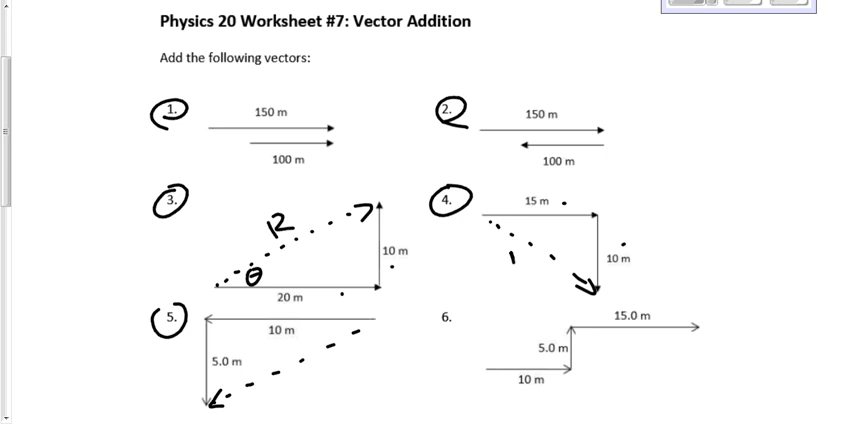 Physics 20 Worksheet #7: Vector Addition
Add the following vectors:
1.
150 m
100 m
2.
150 m
100 m
3.
R
θ
10 m
20 m
4.
15 m
10 m
5.
10 m
5.0 m
6.
15.0 m
5.0 m
10 m